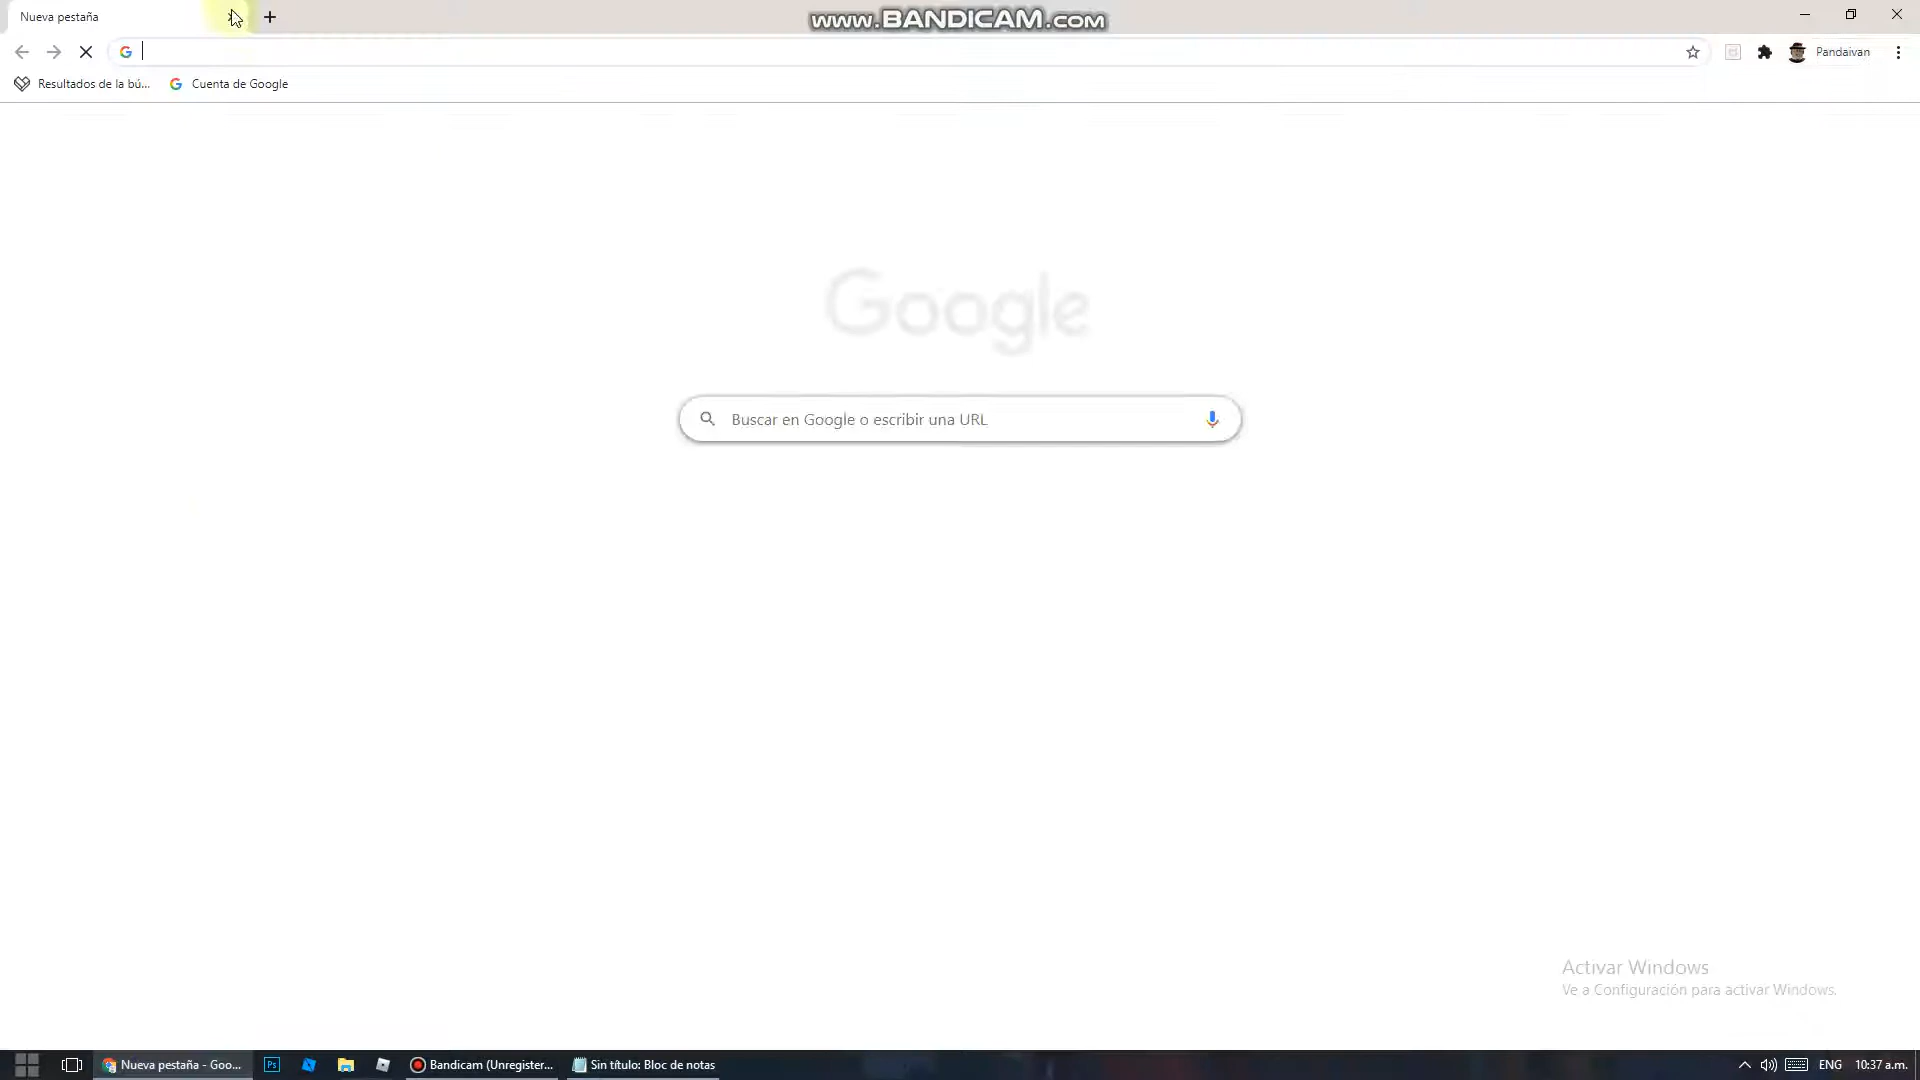 Nueva pestaña
www.BANDICAM.com
Pandaivan
Resultados de la bú...
Cuenta de Google
Google
Buscar en Google o escribir una URL
Activar Windows
Ve a Configuración para activar Windows.
Nueva pestaña - Goo...
Ps
Bandicam (Unregister...
Sin título: Bloc de notas
ENG
10:37 a.m.